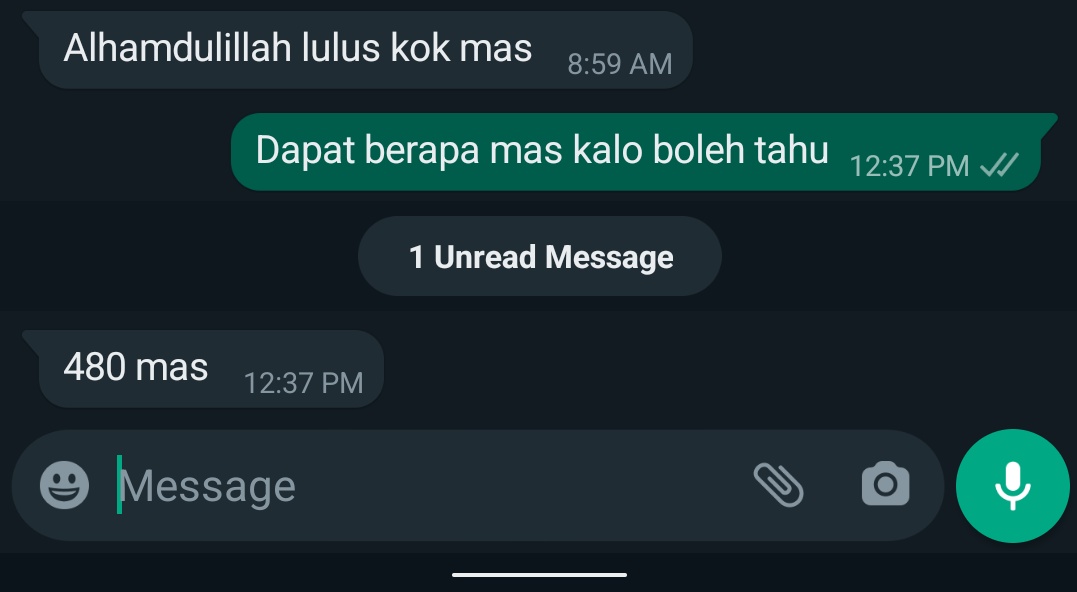 Alhamdulillah lulus kok mas 8:59 AM
Dapat berapa mas kalo boleh tahu 12:37 PM
1 Unread Message
480 mas 12:37 PM
Message